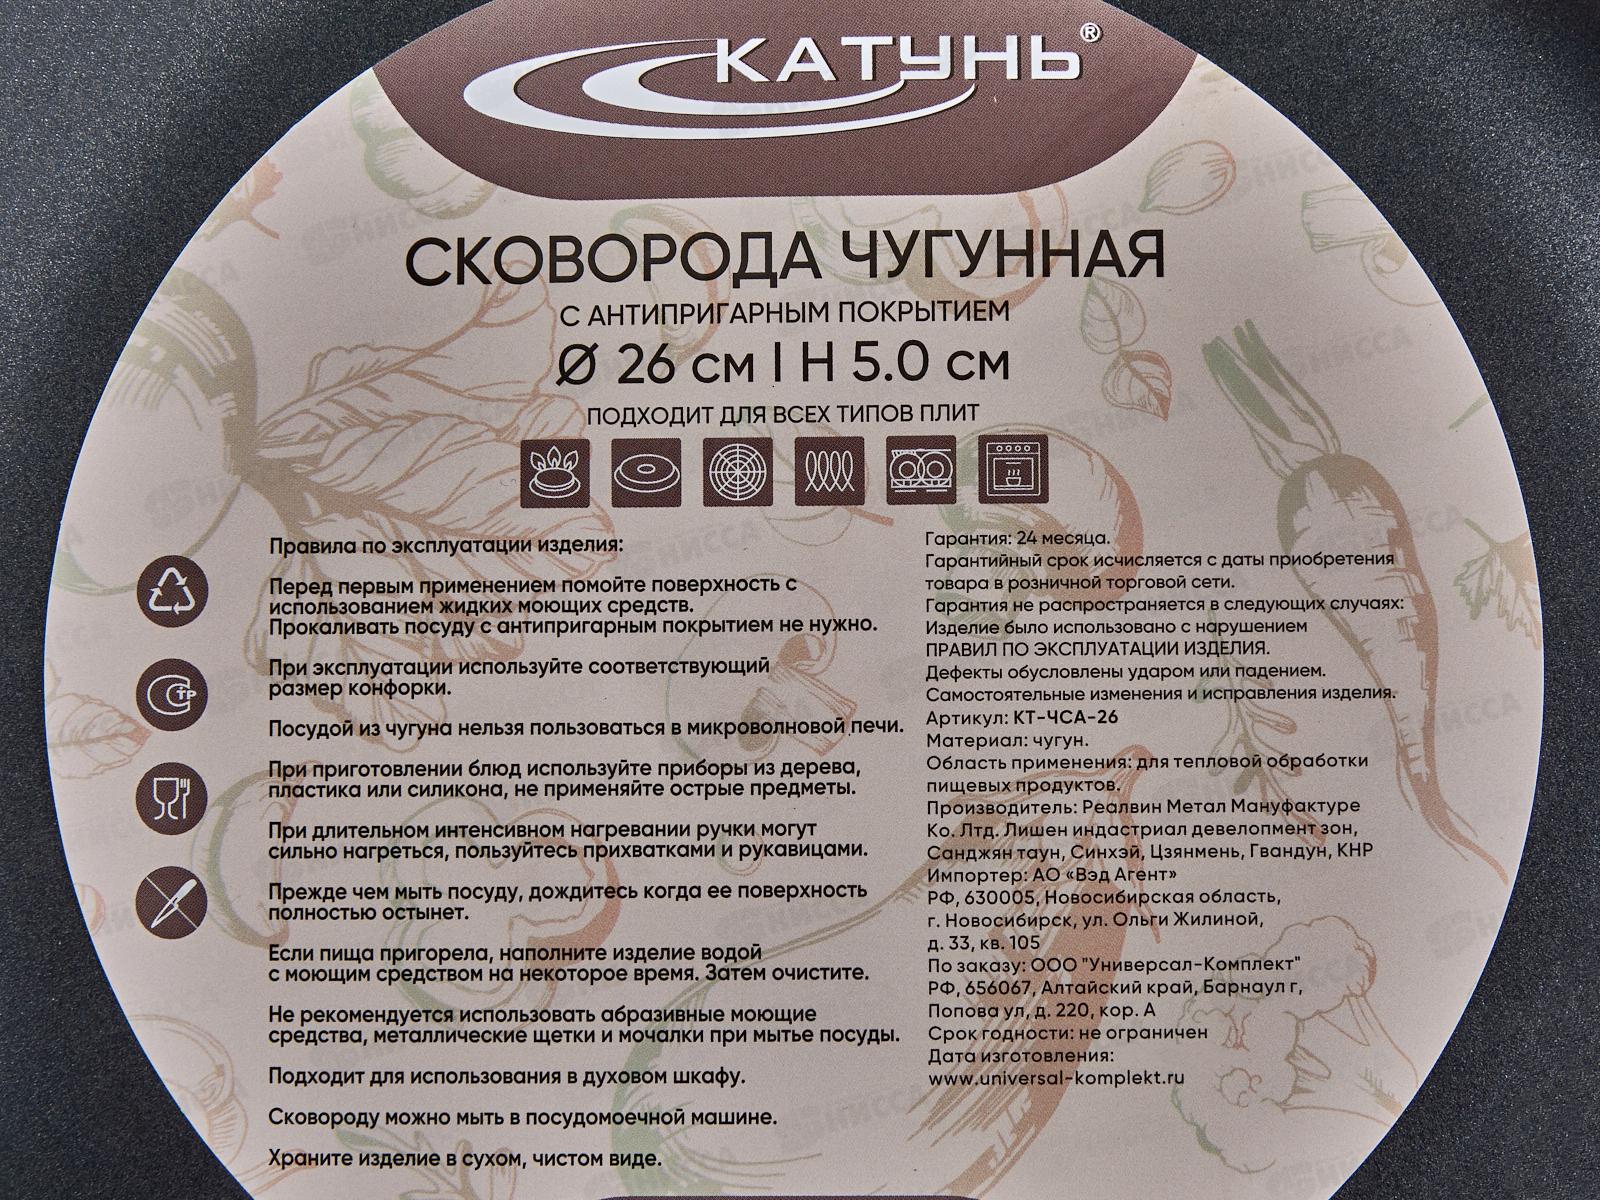 КАТУНЬ®
СКОВОРОДА ЧУГУННАЯ
С АНТИПРИГАРНЫМ ПОКРЫТИЕМ
Ø 26 см | H 5.0 см
ПОДХОДИТ ДЛЯ ВСЕХ ТИПОВ ПЛИТ
Правила по эксплуатации изделия:
Перед первым применением помойте поверхность с
использованием жидких моющих средств.
Прокаливать посуду с антипригарным покрытием не нужно.
При эксплуатации используйте соответствующий
размер конфорки.
Посудой из чугуна нельзя пользоваться в микроволновой печи.
При приготовлении блюд используйте приборы из дерева,
пластика или силикона, не применяйте острые предметы.
При длительном интенсивном нагревании ручки могут
сильно нагреться, пользуйтесь прихватками и рукавицами.
Прежде чем мыть посуду, дождитесь когда ее поверхность
полностью остынет.
Если пища пригорела, наполните изделие водой
с моющим средством на некоторое время. Затем очистите.
Не рекомендуется использовать абразивные моющие
средства, металлические щетки и мочалки при мытье посуды.
Подходит для использования в духовом шкафу.
Сковороду можно мыть в посудомоечной машине.
Храните изделие в сухом, чистом виде.
Гарантия: 24 месяца.
Гарантийный срок исчисляется с даты приобретения
товара в розничной торговой сети.
Гарантия не распространяется в следующих случаях:
Изделие было использовано с нарушением
ПРАВИЛ ПО ЭКСПЛУАТАЦИИ ИЗДЕЛИЯ.
Дефекты обусловлены ударом или падением.
Самостоятельные изменения и исправления изделия.
Артикул: КТ-ЧСА-26
Материал: чугун.
Область применения: для тепловой обработки
пищевых продуктов.
Производитель: Реалвин Метал Мануфактуре
Ко. Лтд. Лишен индастриал девелопмент зон,
Санджян таун, Синхэй, Цзянмень, Гвандун, КНР
Импортер: АО «Вэд Агент»
РФ, 630005, Новосибирская область,
г. Новосибирск, ул. Ольги Жилиной,
д. 33, кв. 105
По заказу: ООО "Универсал-Комплект"
РФ, 656067, Алтайский край, Барнаул г,
Попова ул, д. 220, кор. А
Срок годности: не ограничен
Дата изготовления:
www.universal-komplekt.ru